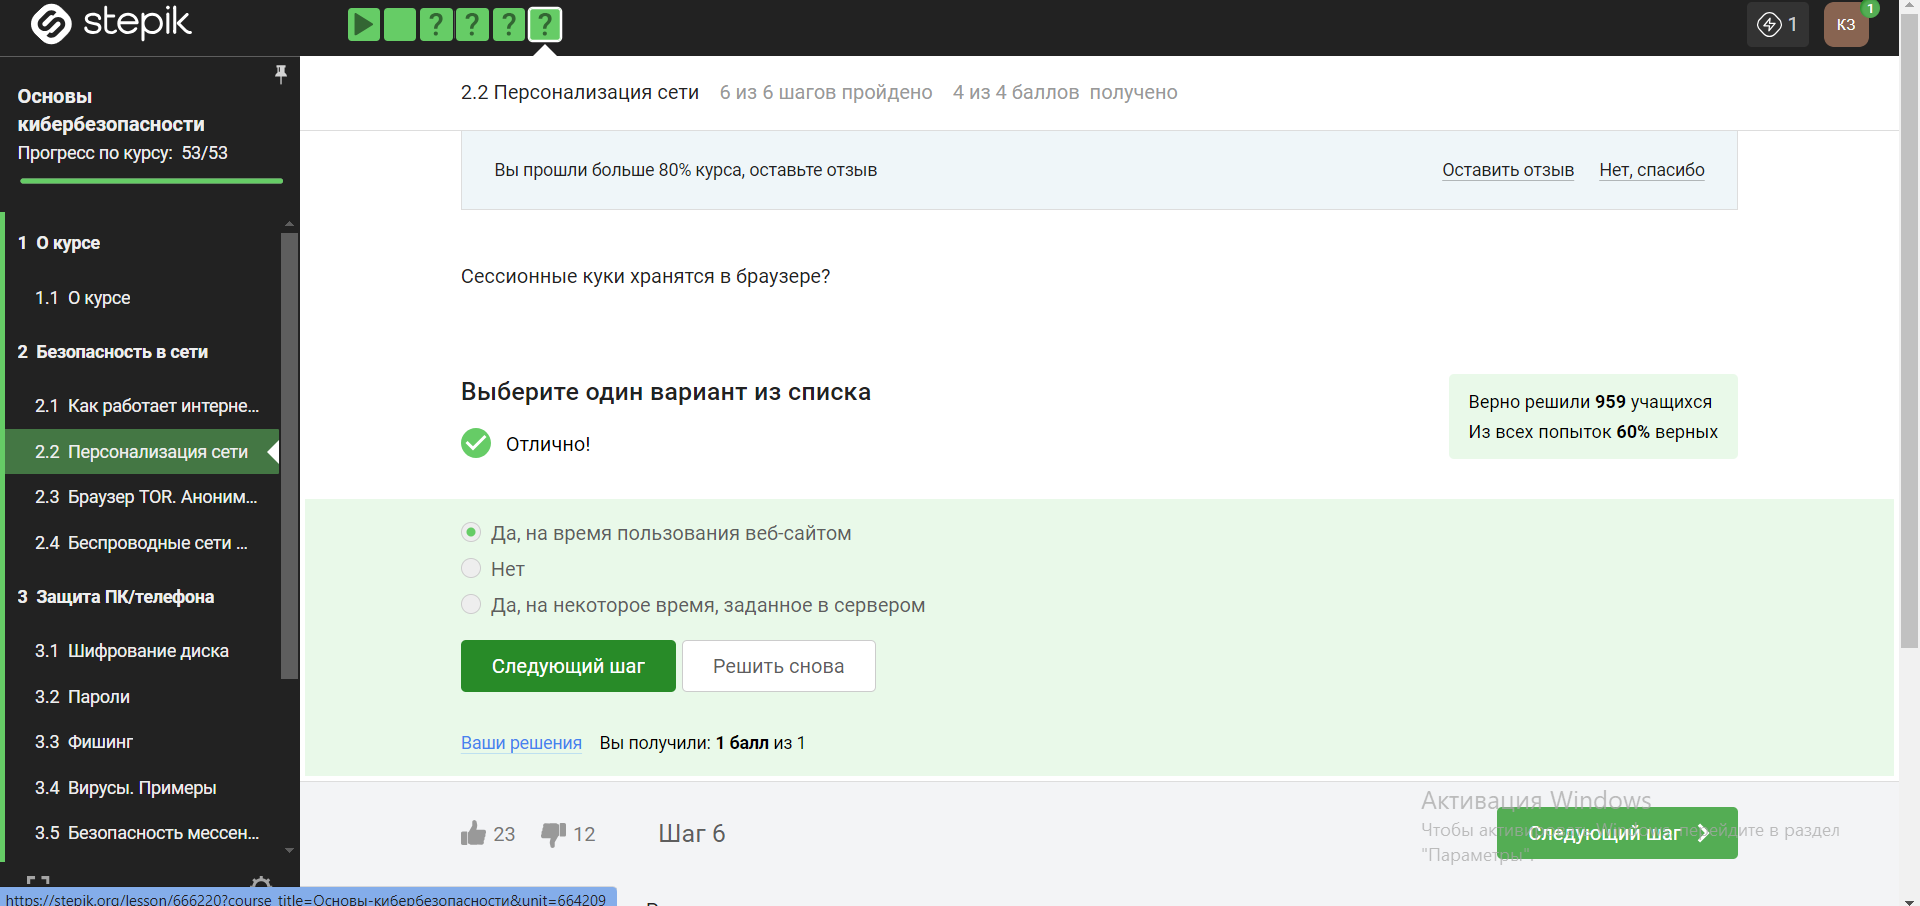 stepik
? ? ? ?
1
КЗ
1
Основы
кибербезопасности
Прогресс по курсу: 53/53
1 О курсе
1.1 О курсе
2 Безопасность в сети
2.1 Как работает интерне...
2.2 Персонализация сети
2.3 Браузер TOR. Аноним...
2.4 Беспроводные сети ...
3 Защита ПК/телефона
3.1 Шифрование диска
3.2 Пароли
3.3 Фишинг
3.4 Вирусы. Примеры
3.5 Безопасность мессен...
2.2 Персонализация сети 6 из 6 шагов пройдено 4 из 4 баллов получено
Вы прошли больше 80% курса, оставьте отзыв
Оставить отзыв Нет, спасибо
Сессионные куки хранятся в браузере?
Выберите один вариант из списка
Отлично!
Верно решили 959 учащихся
Из всех попыток 60% верных
Да, на время пользования веб-сайтом
Нет
Да, на некоторое время, заданное в сервером
Следующий шаг Решить снова
Ваши решения Вы получили: 1 балл из 1
23 12 Шаг 6
Следующий шаг
Активация Windows
Чтобы активировать Windows, перейдите в раздел
"Параметры".
https://stepik.org/lesson/666220?course_title=Основы-кибербезопасности&unit=664209